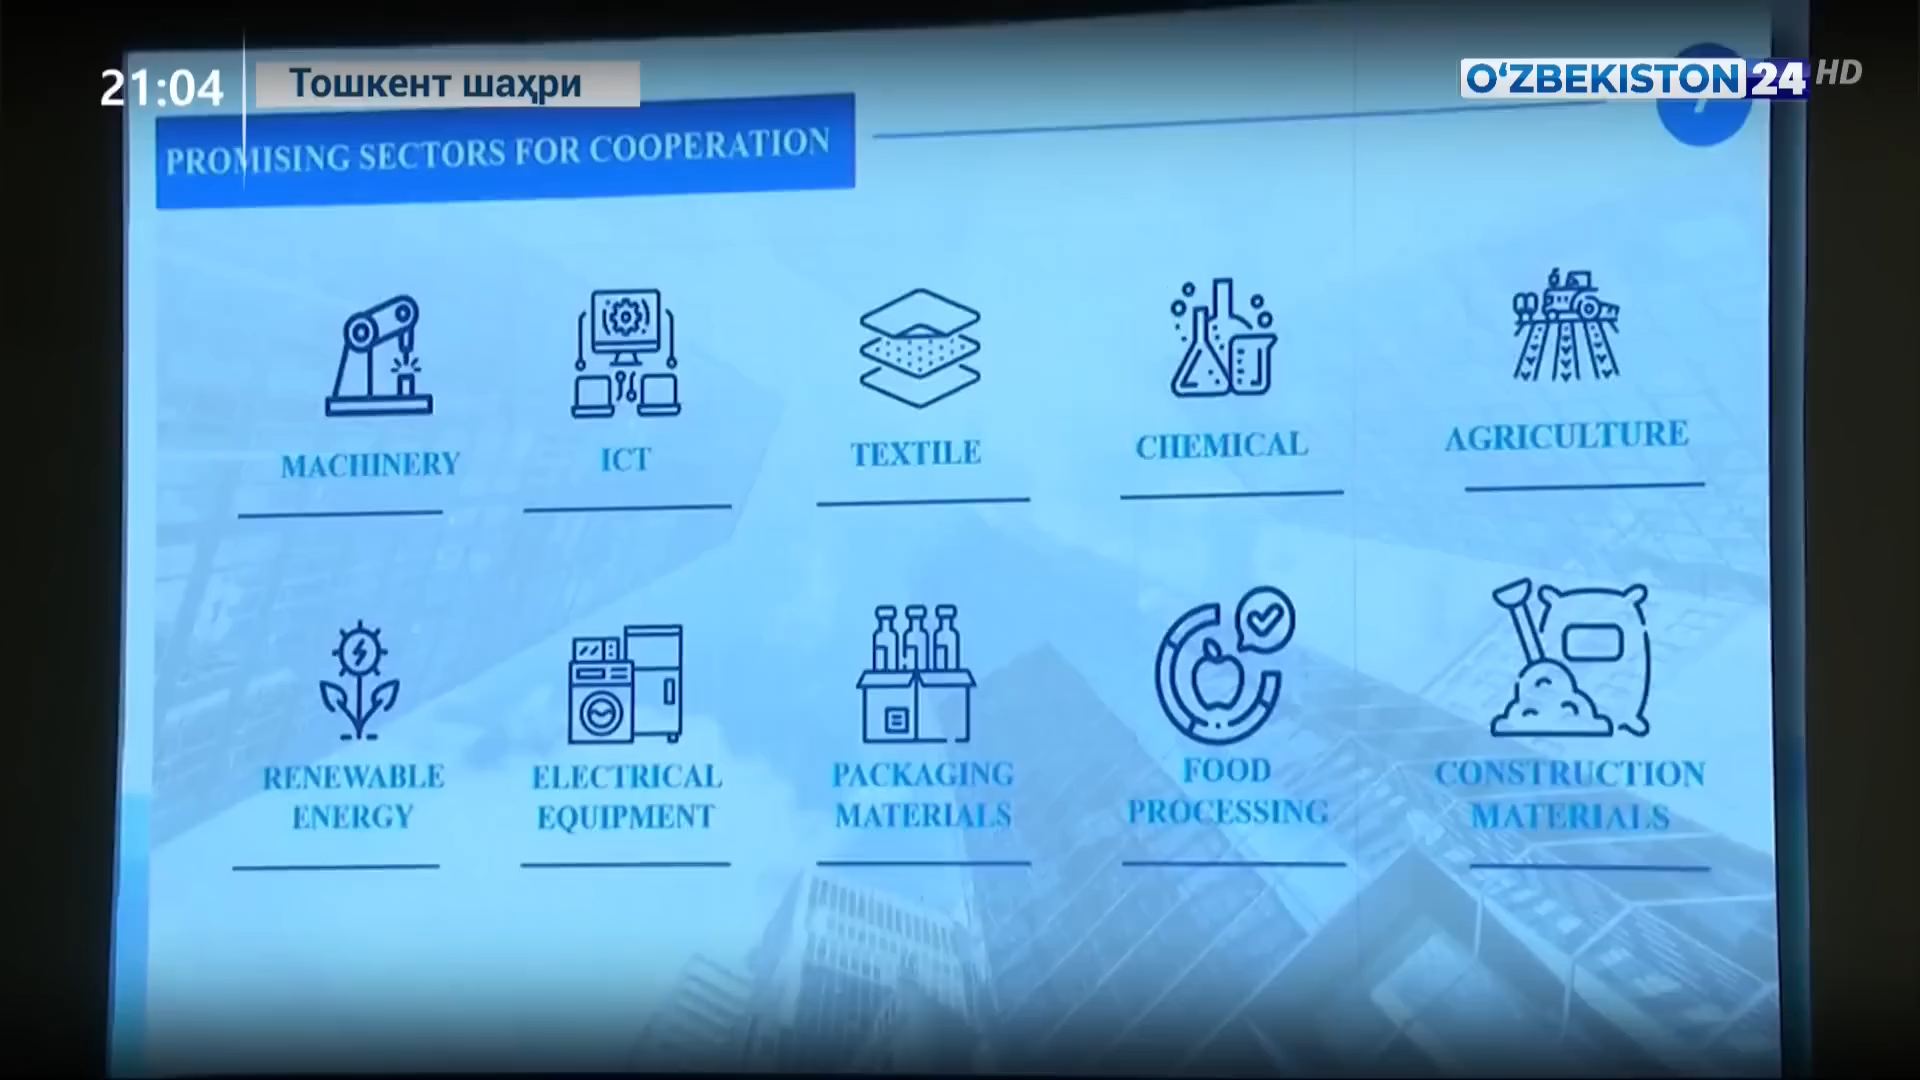 21:04
Тошкент шаҳри
O‘ZBEKISTON 24 HD
PROMISING SECTORS FOR COOPERATION
MACHINERY
ICT
TEXTILE
CHEMICAL
AGRICULTURE
RENEWABLE
ENERGY
ELECTRICAL
EQUIPMENT
PACKAGING
MATERIALS
FOOD
PROCESSING
CONSTRUCTION
MATERIALS